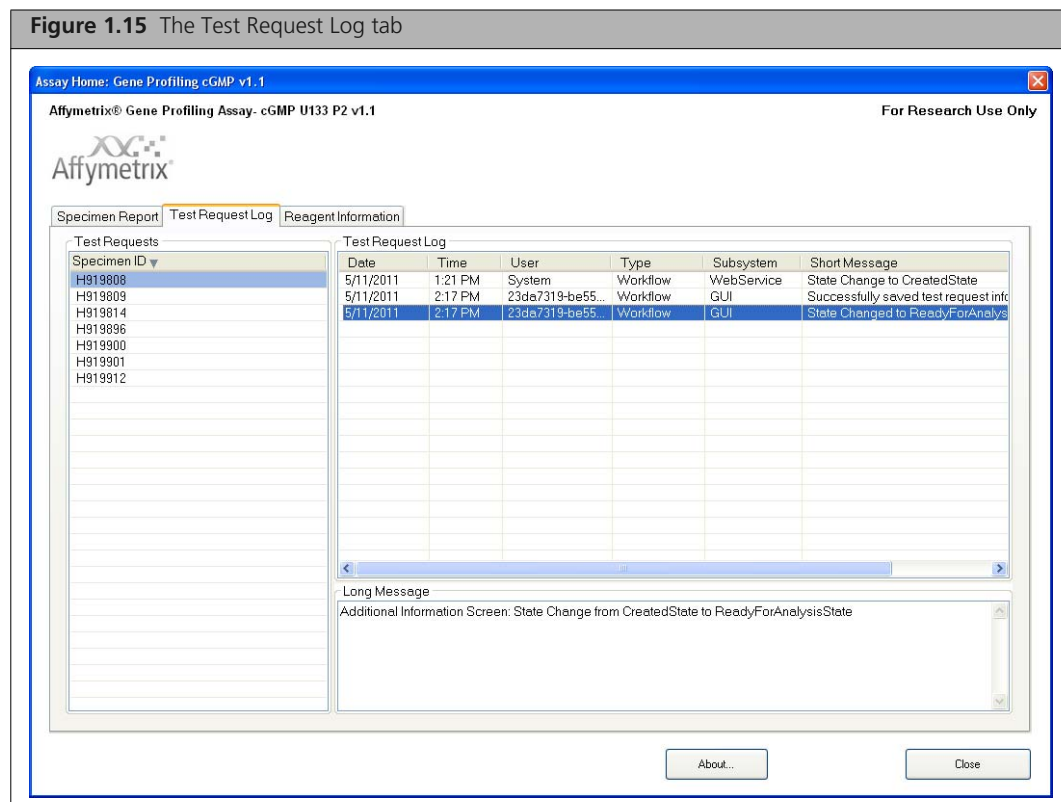 Figure 1.15 The Test Request Log tab
Assay Home: Gene Profiling cGMP v1.1
Affymetrix® Gene Profiling Assay- cGMP U133 P2 v1.1
For Research Use Only
Affymetrix®
Specimen Report Test Request Log Reagent Information
Test Requests
Specimen ID
H919808
H919809
H919814
H919896
H919900
H919901
H919912
Test Request Log
Date Time User Type Subsystem Short Message
5/11/2011 1:21 PM System Workflow WebService State Change to CreatedState
5/11/2011 2:17 PM 23da7319-be55... Workflow GUI Successfully saved test request info
5/11/2011 2:17 PM 23da7319-be55... Workflow GUI State Changed to ReadyForAnalys
Long Message
Additional Information Screen: State Change from CreatedState to ReadyForAnalysisState
About...
Close